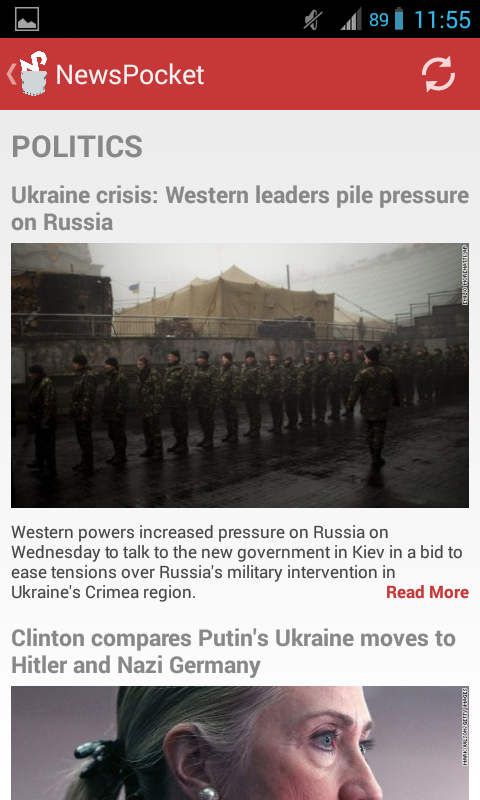 89 11:55
NewsPocket
POLITICS
Ukraine crisis: Western leaders pile pressure
on Russia
Western powers increased pressure on Russia on
Wednesday to talk to the new government in Kiev in a bid to
ease tensions over Russia's military intervention in
Ukraine's Crimea region. Read More
Clinton compares Putin's Ukraine moves to
Hitler and Nazi Germany